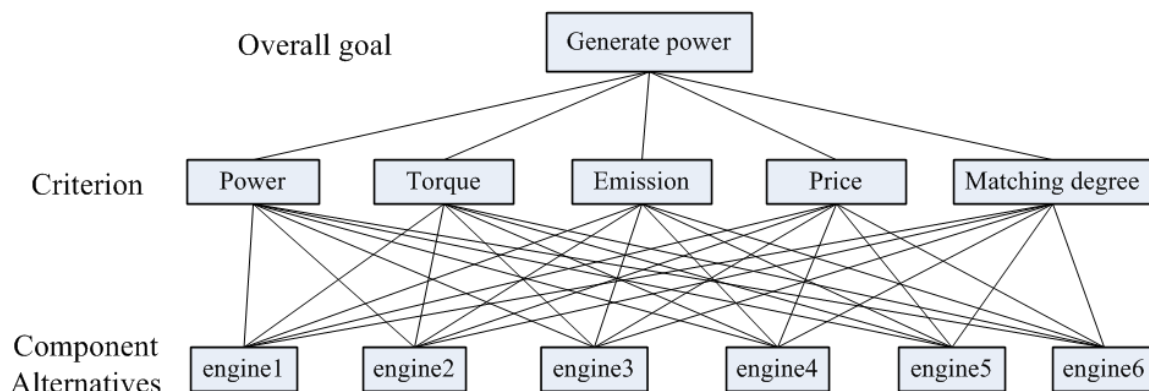 Overall goal
Generate power
Criterion
Power
Torque
Emission
Price
Matching degree
Component
Alternatives
engine1
engine2
engine3
engine4
engine5
engine6